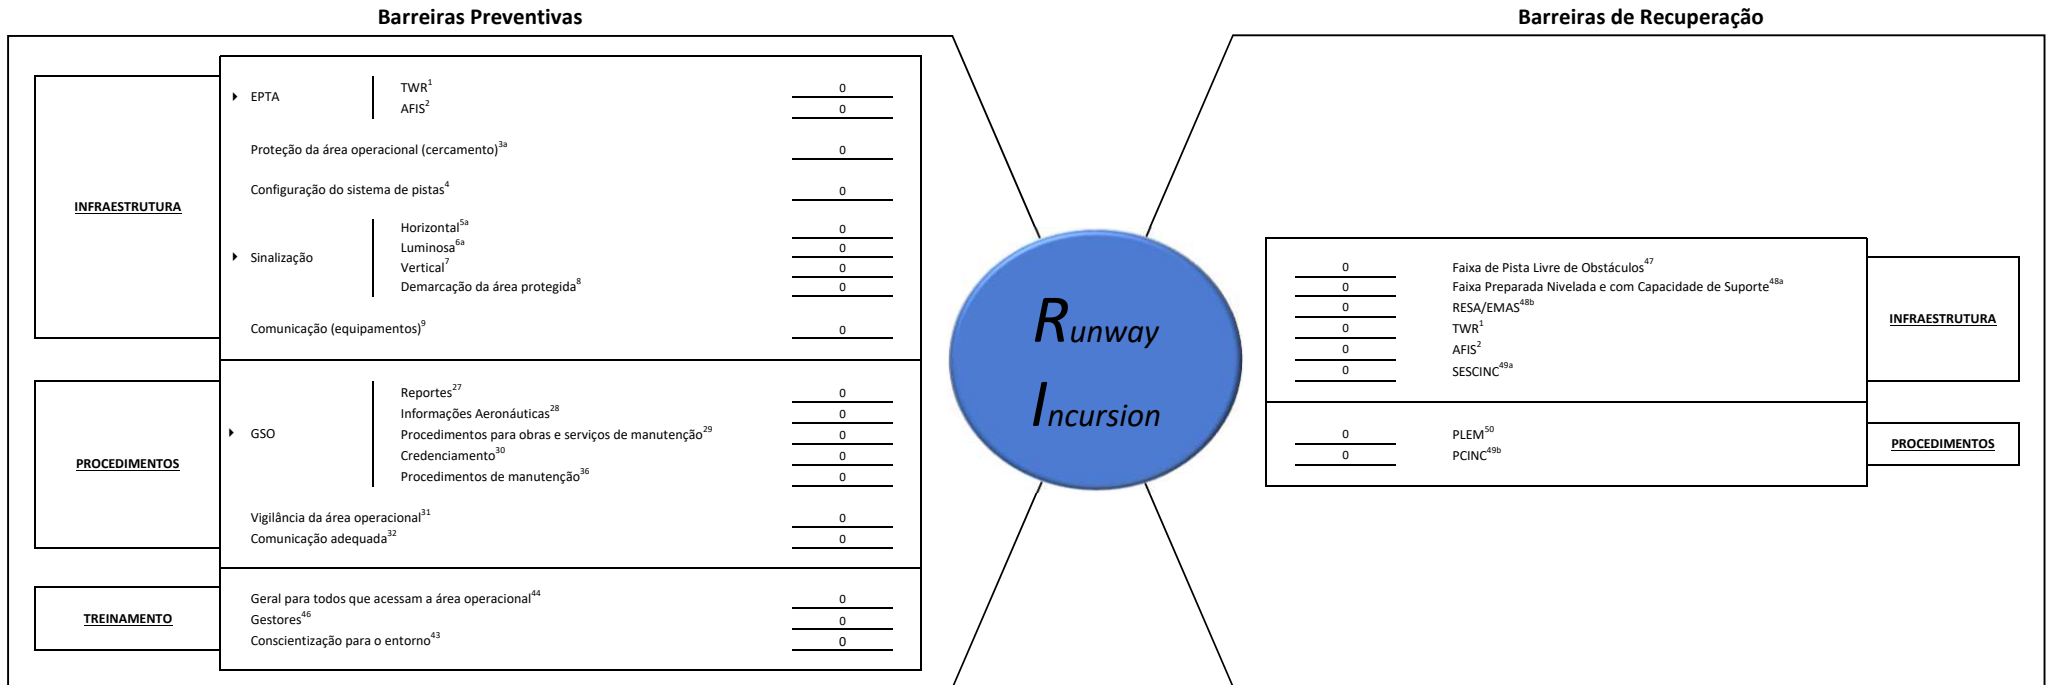 Barreiras Preventivas
Barreiras de Recuperação
INFRAESTRUTURA
EPTA
TWR¹ 0
AFIS² 0
Proteção da área operacional (cercamento)³ᵃ 0
Configuração do sistema de pistas⁴ 0
Sinalização
Horizontal⁵ᵃ 0
Luminosa⁶ᵃ 0
Vertical⁷ 0
Demarcação da área protegida⁸ 0
Comunicação (equipamentos)⁹ 0
PROCEDIMENTOS
GSO
Reportes²⁷ 0
Informações Aeronáuticas²⁸ 0
Procedimentos para obras e serviços de manutenção²⁹ 0
Credenciamento³⁰ 0
Procedimentos de manutenção³⁶ 0
Vigilância da área operacional³¹ 0
Comunicação adequada³² 0
TREINAMENTO
Geral para todos que acessam a área operacional⁴⁴ 0
Gestores⁴⁶ 0
Conscientização para o entorno⁴³ 0
Runway
Incursion
0 Faixa de Pista Livre de Obstáculos⁴⁷
0 Faixa Preparada Nivelada e com Capacidade de Suporte⁴⁸ᵃ
0 RESA/EMAS⁴⁸ᵇ
0 TWR¹
0 AFIS²
0 SESCINC⁴⁹ᵃ
INFRAESTRUTURA
0 PLEM⁵⁰
0 PCINC⁴⁹ᵇ
PROCEDIMENTOS